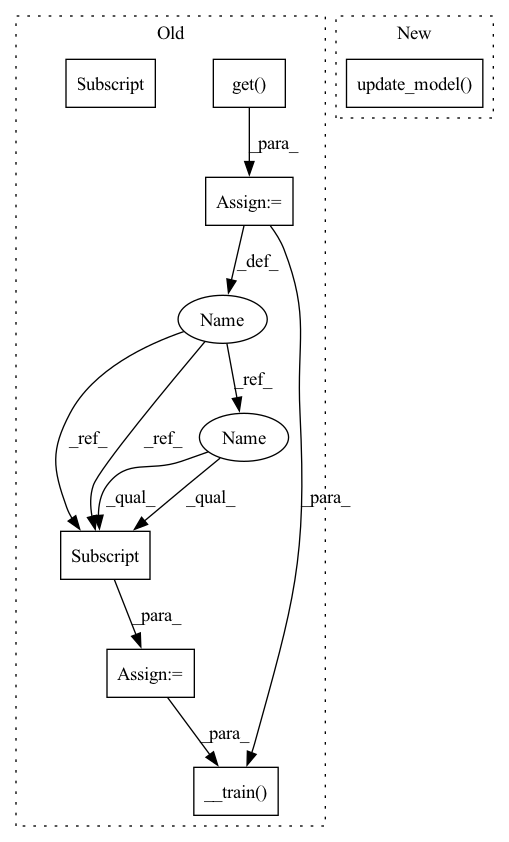 Old
New
Subscript
get()
update_model()
_para_
Assign:=
_def_
Name
_ref_
Name
_ref_
_ref_
_qual_
_qual_
_para_
Subscript
_para_
Assign:=
_para_
__train()